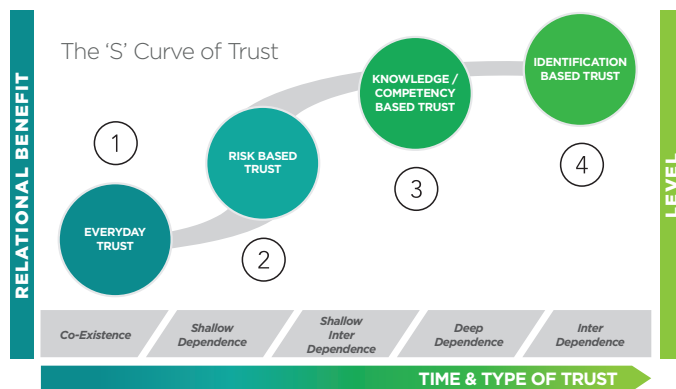 The 'S' Curve of Trust
RELATIONAL BENEFIT
1
EVERYDAY
TRUST
RISK BASED
TRUST
2
KNOWLEDGE /
COMPETENCY
BASED TRUST
3
IDENTIFICATION
BASED TRUST
4
LEVEL
Co-Existence
Shallow
Dependence
Shallow
Inter
Dependence
Deep
Dependence
Inter
Dependence
TIME & TYPE OF TRUST